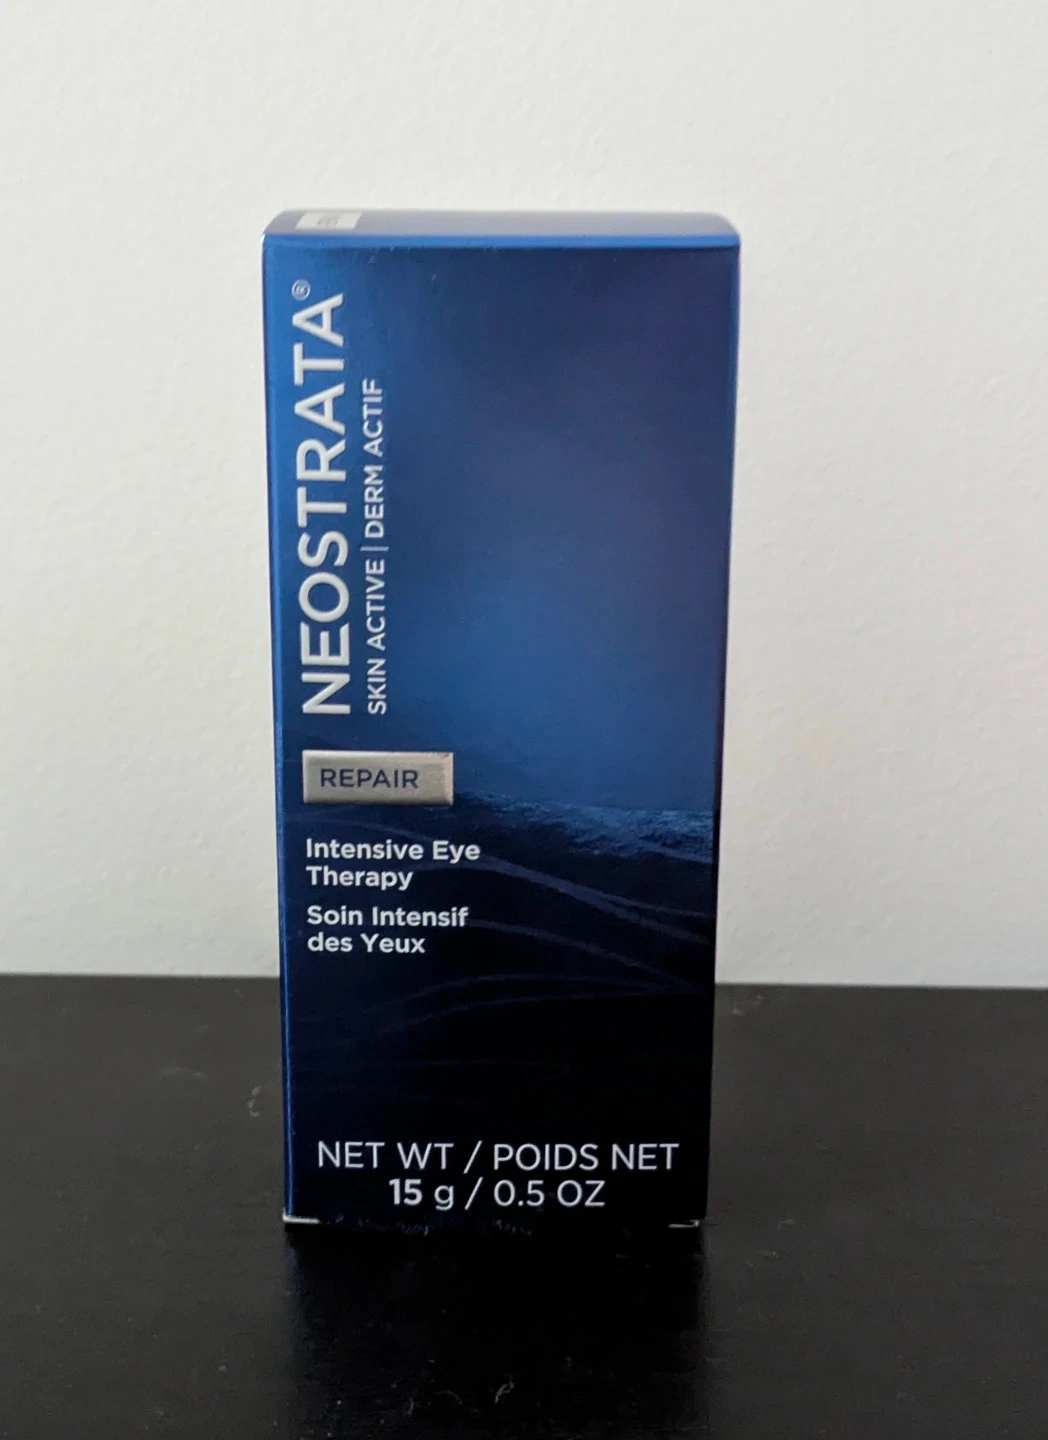 NEOSTRATA®
SKIN ACTIVE | DERM ACTIF
REPAIR
Intensive Eye
Therapy
Soin Intensif
des Yeux
NET WT / POIDS NET
15 g / 0.5 OZ